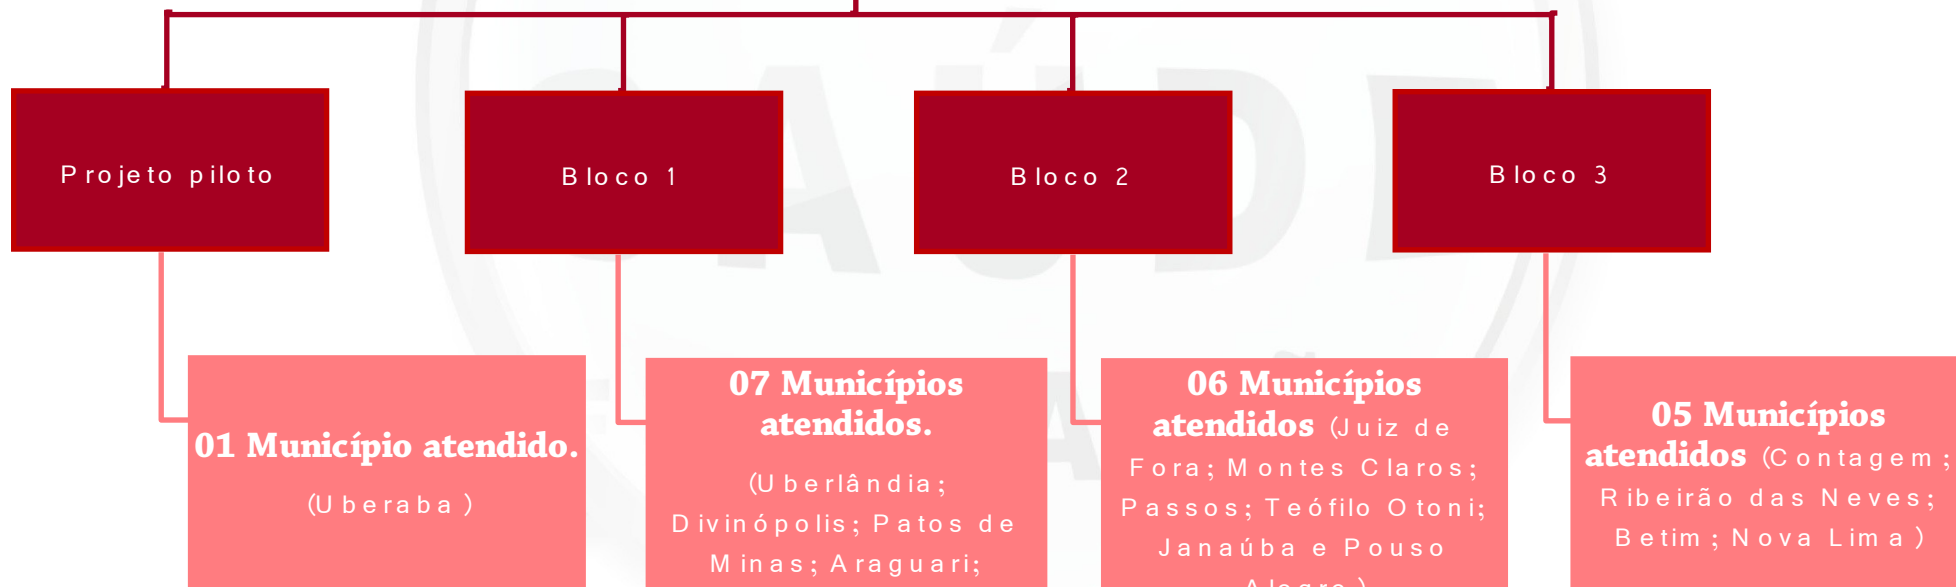 Projeto piloto
Bloco 1
Bloco 2
Bloco 3
01 Município atendido.
(Uberaba)
07 Municípios
atendidos.
(Uberlândia;
Divinópolis; Patos de
Minas; Araguari;
06 Municípios
atendidos (Juiz de
Fora; Montes Claros;
Passos; Teófilo Otoni;
Janaúba e Pouso
Alegre)
05 Municípios
atendidos (Contagem;
Ribeirão das Neves;
Betim; Nova Lima)
SAÚDE